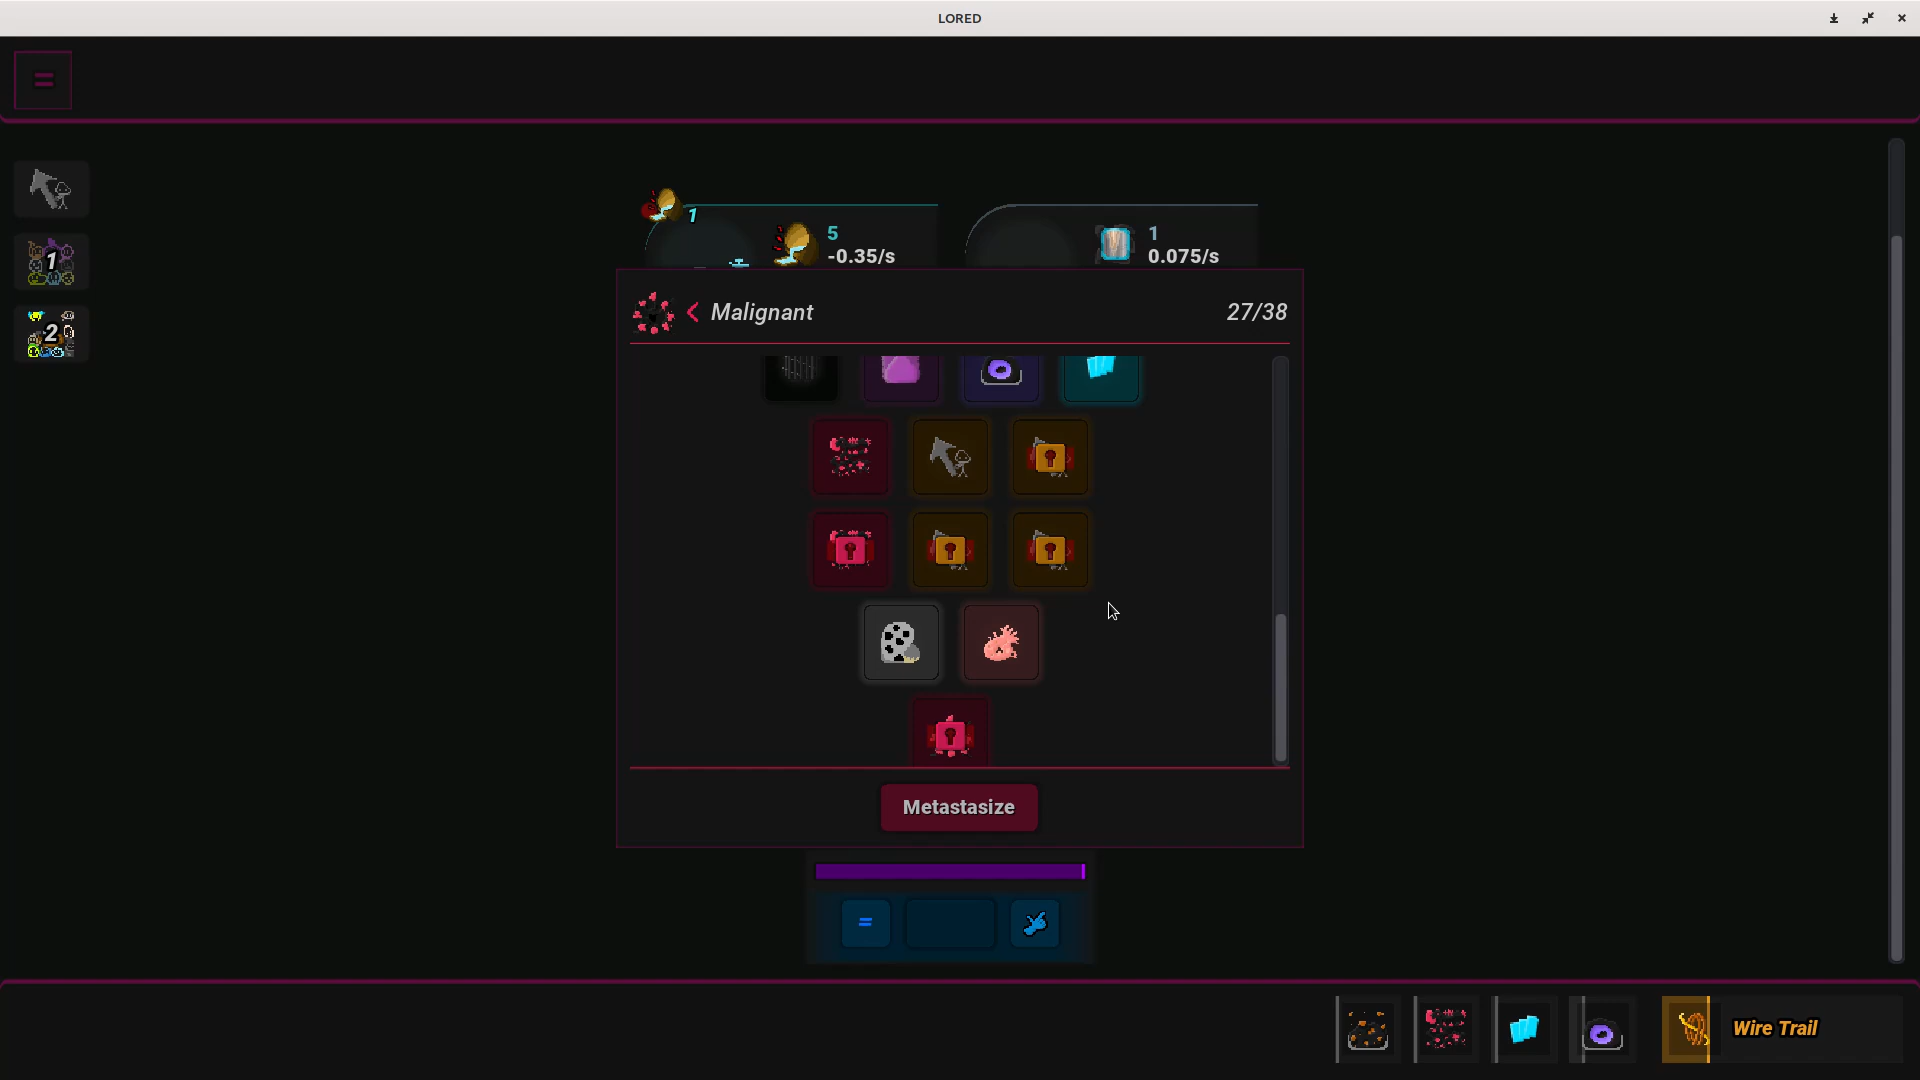 LORED
1
5
-0.35/s
1
0.075/s
1
2
Malignant
27/38
Metastasize
Wire Trail